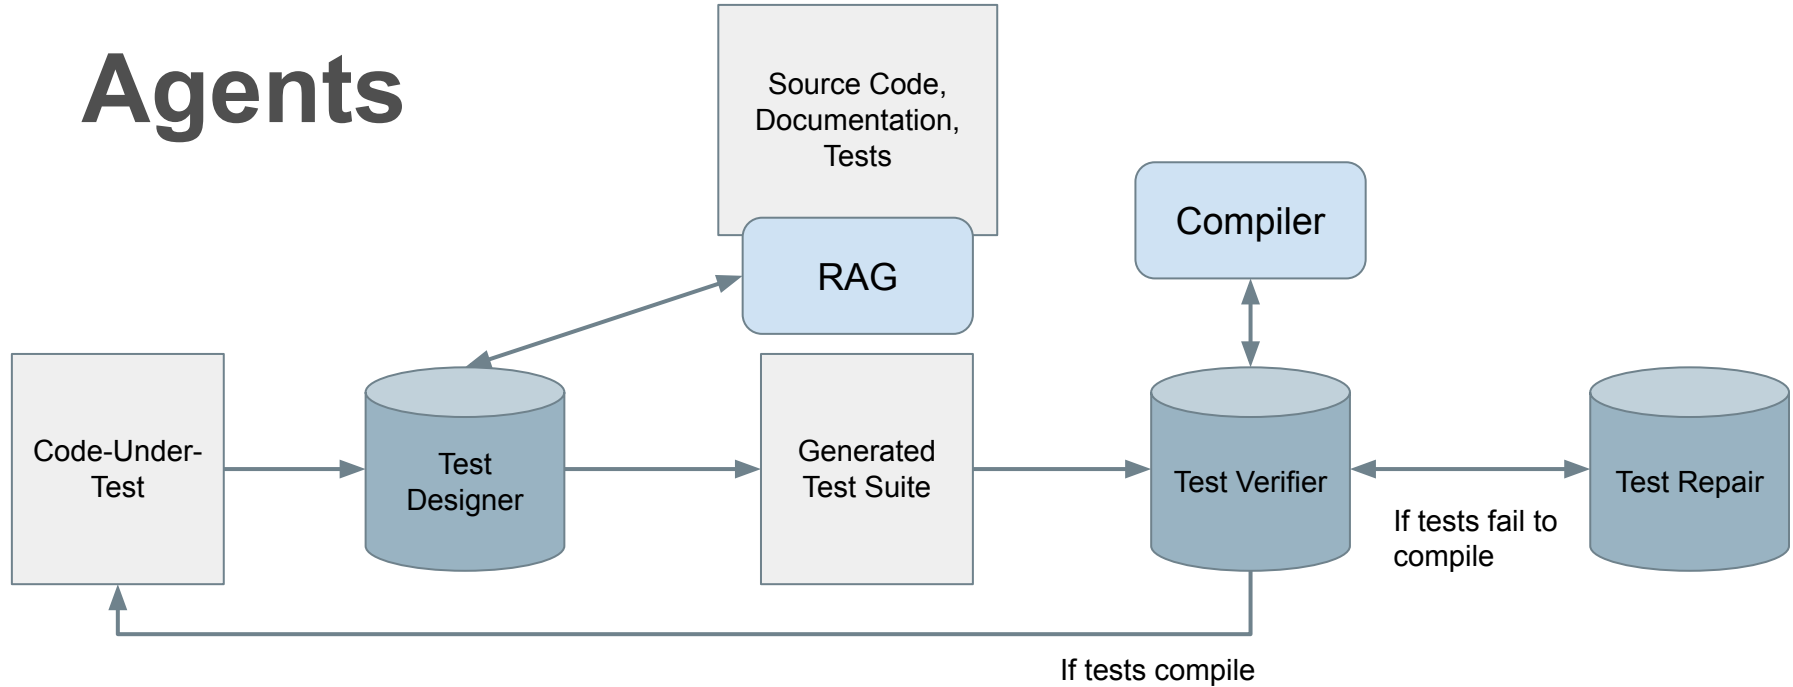 Agents
Source Code,
Documentation,
Tests
RAG
Compiler
Code-Under-
Test
Test
Designer
Generated
Test Suite
Test Verifier
Test Repair
If tests fail to
compile
If tests compile